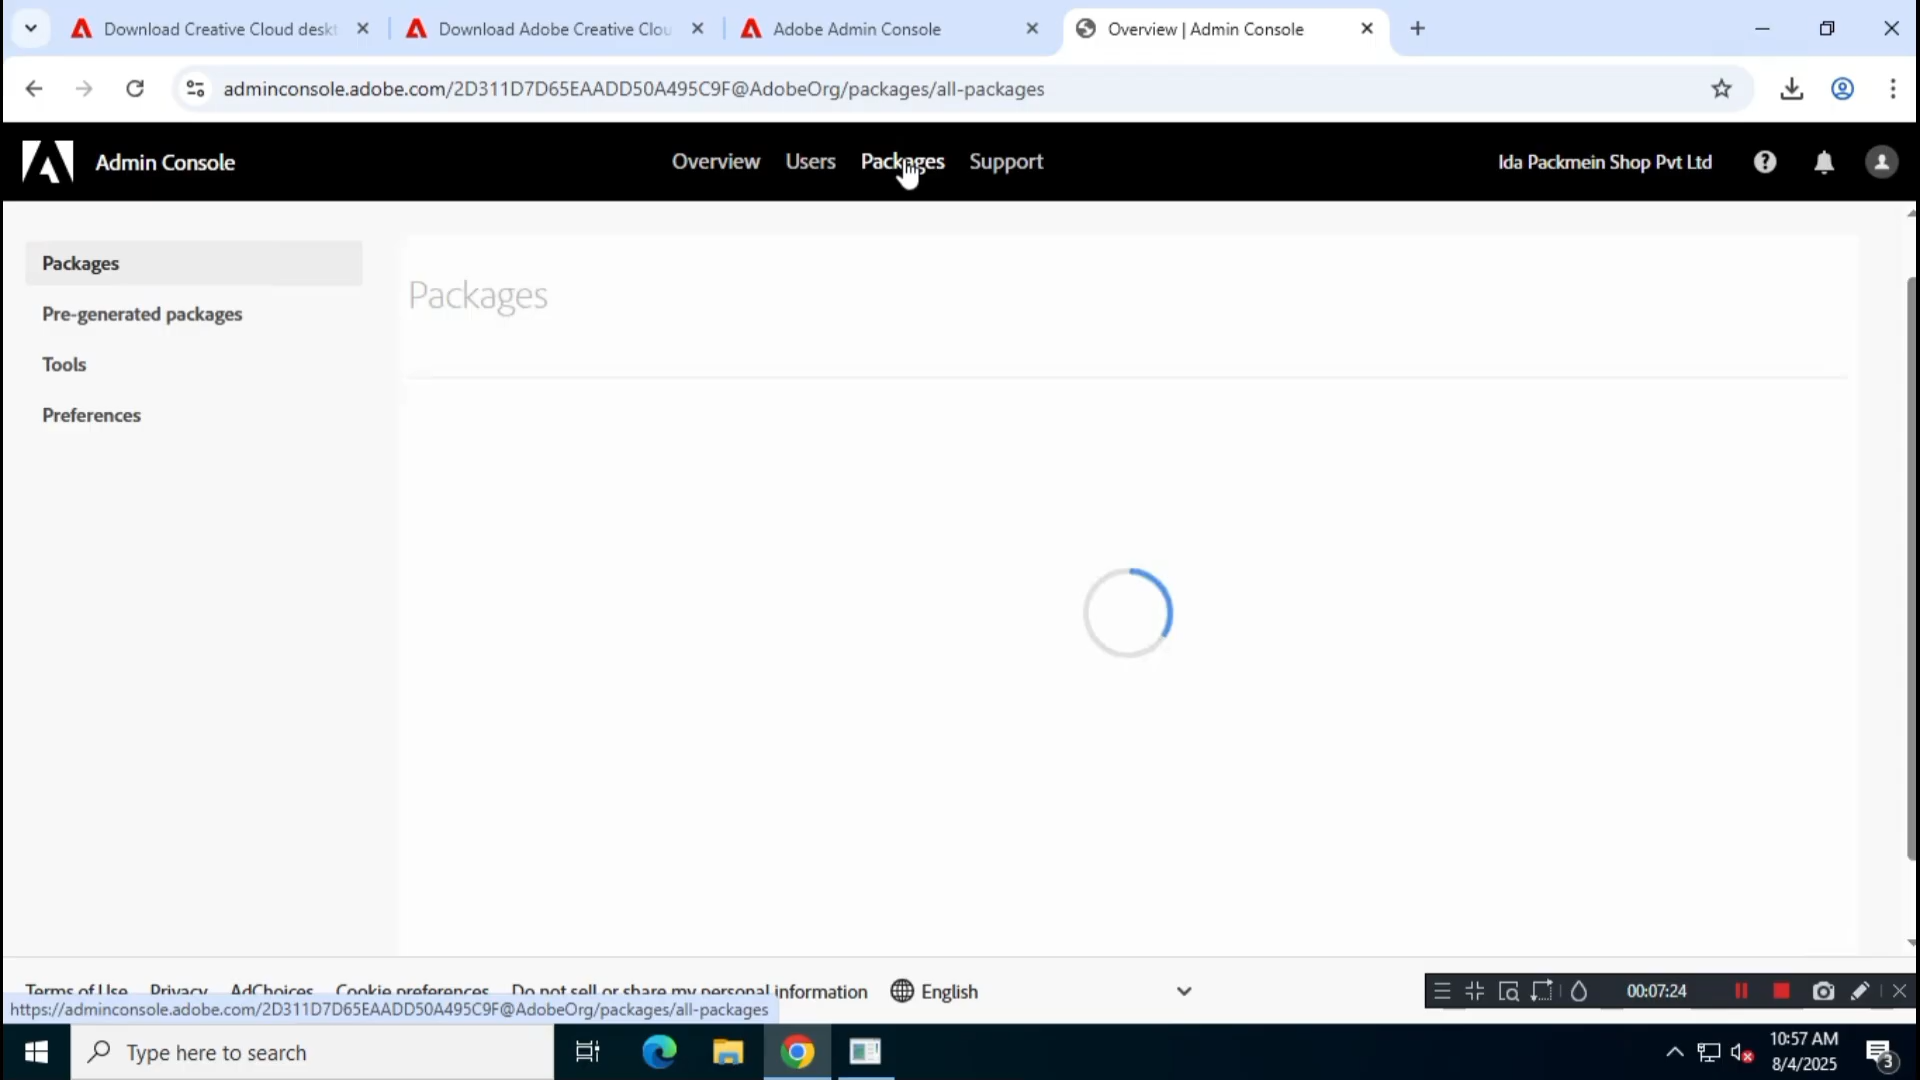 Download Creative Cloud deskt
Download Adobe Creative Clou
Adobe Admin Console
Overview | Admin Console
adminconsole.adobe.com/2D311D7D65EAADD50A495C9F@AdobeOrg/packages/all-packages
Admin Console
Overview
Users
Packages
Support
Ida Packmein Shop Pvt Ltd
Packages
Pre-generated packages
Tools
Preferences
Packages
Terms of Use
Privacy
AdChoices
Cookie preferences
Do not sell or share my personal information
English
https://adminconsole.adobe.com/2D311D7D65EAADD50A495C9F@AdobeOrg/packages/all-packages
00:07:24
Type here to search
10:57 AM
8/4/2025
3